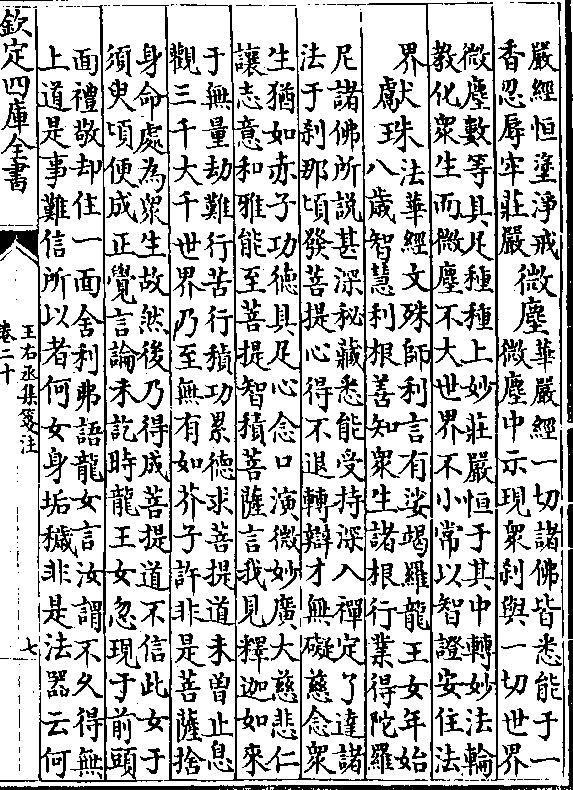 嚴經恒塗淨戒
香忍辱牢莊嚴
微塵
華嚴經一切諸佛皆悉能于一
微塵中示現衆刹與一切世界
微塵數等具足種種上妙莊嚴恒于其中轉妙法輪
教化衆生而微塵不大世界不小常以智證安住法
界
獻珠
法華經文殊師利言有娑竭羅龍王女年始
八歲智慧利根善知衆生諸根行業得陀羅
尼諸佛所說甚深秘藏悉能受持深入禪定了達諸
法于刹那頃發菩提心得不退轉辯才無礙慈念衆
生猶如赤子功德具足心念口演微妙廣大慈悲仁
讓志意和雅能至菩提智積菩薩言我見釋迦如來
于無量劫難行苦行積功累德求菩提道未曾止息
觀三千大千世界乃至無有如芥子許非是菩薩捨
身命處為衆生故然後乃得成菩提道不信此女于
須臾頃便成正覺言論未訖時龍王女忽現于前頭
面禮敬却住一面舍利弗語龍女言汝謂不久得無
上道是事難信所以者何女身垢穢非是法器云何
欽定四庫全書
王右丞集箋注
卷二十
七